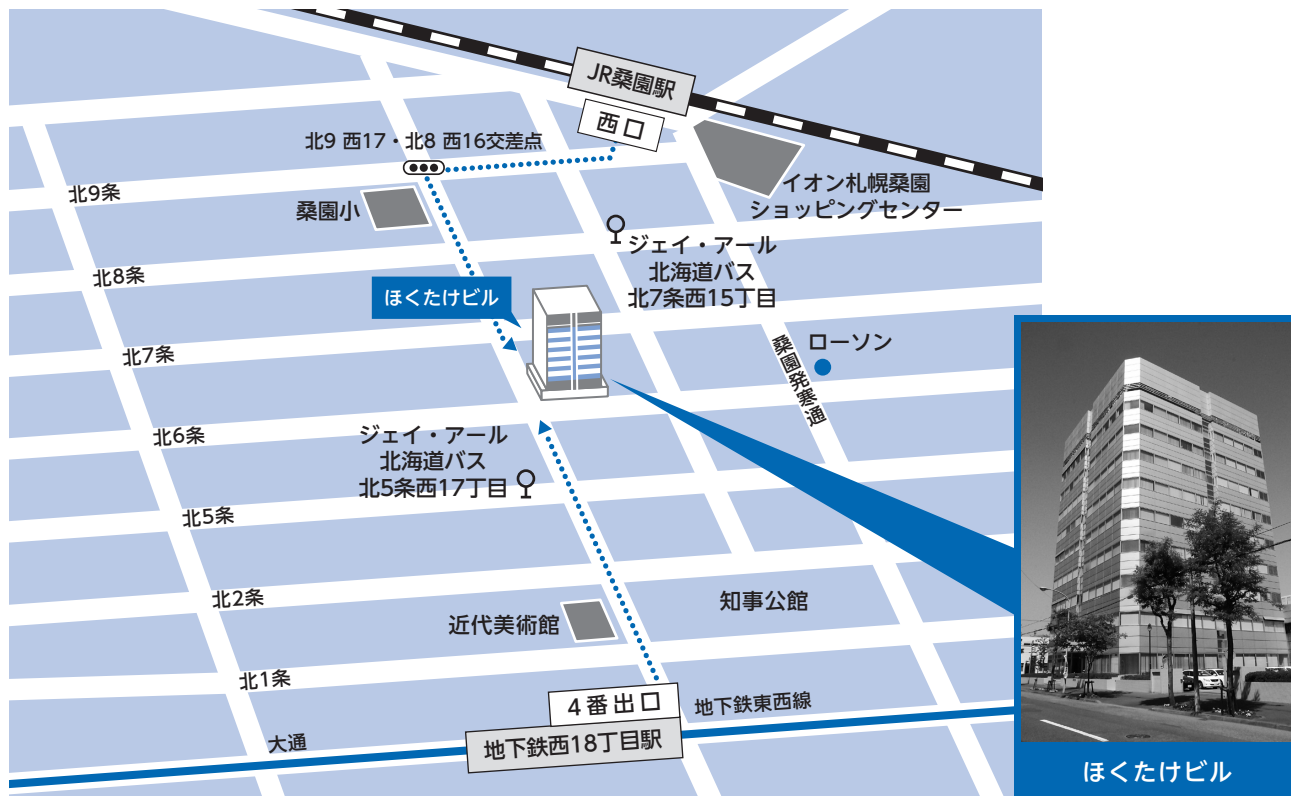 JR桑園駅
西口
北9 西17・北8 西16交差点
北9条
桑園小
イオン札幌桑園
ショッピングセンター
ジェイ・アール
北海道バス
北7条西15丁目
北8条
ほくたけビル
北7条
桑園発寒通
ローソン
北6条
ジェイ・アール
北海道バス
北5条西17丁目
北5条
北2条
知事公館
近代美術館
北1条
4番出口
地下鉄東西線
大通
地下鉄西18丁目駅
ほくたけビル